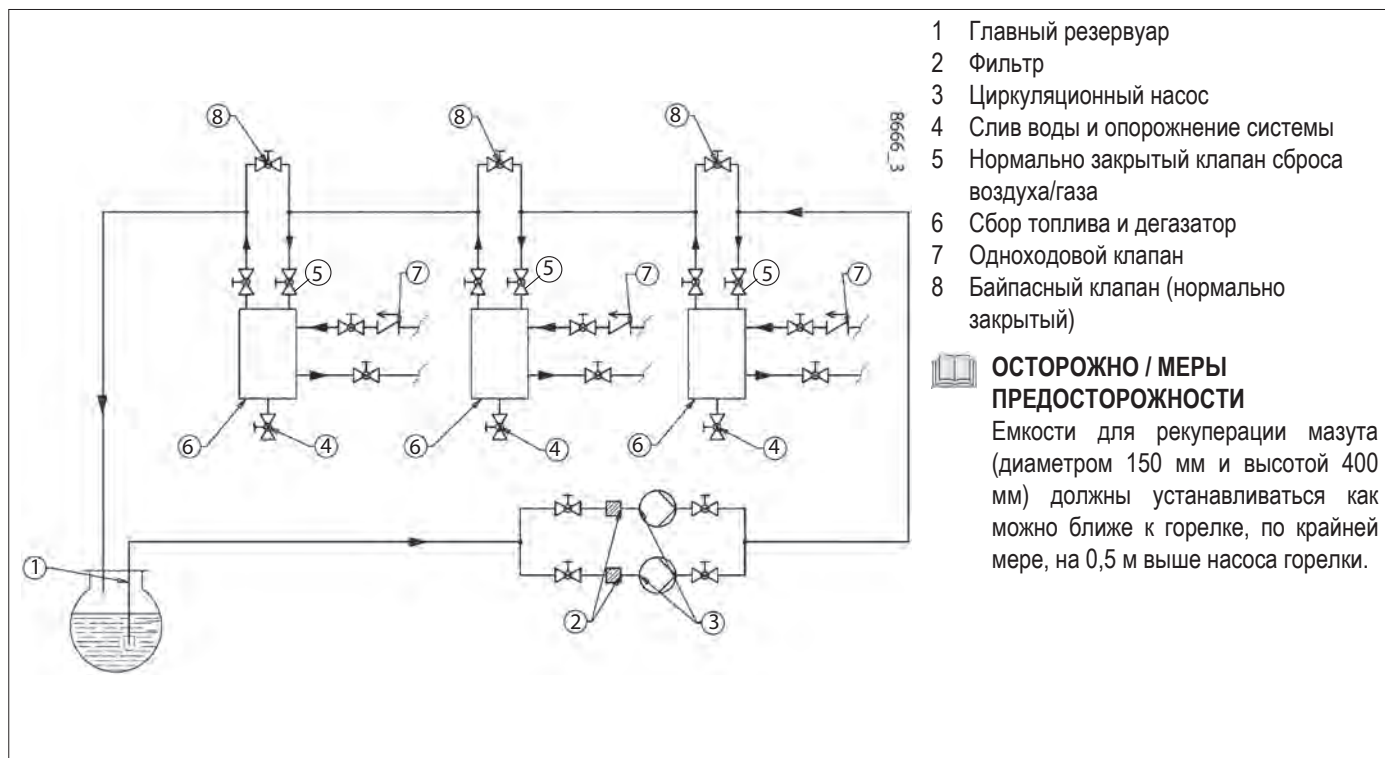 8
8
8
8666_3
5
7
5
7
5
7
6
4
6
4
6
4
1
2
3
1 Главный резервуар
2 Фильтр
3 Циркуляционный насос
4 Слив воды и опорожнение системы
5 Нормально закрытый клапан сброса
воздуха/газа
6 Сбор топлива и дегазатор
7 Одноходовой клапан
8 Байпасный клапан (нормально
закрытый)
ОСТОРОЖНО / МЕРЫ
ПРЕДОСТОРОЖНОСТИ
Емкости для рекуперации мазута
(диаметром 150 мм и высотой 400
мм) должны устанавливаться как
можно ближе к горелке, по крайней
мере, на 0,5 м выше насоса горелки.